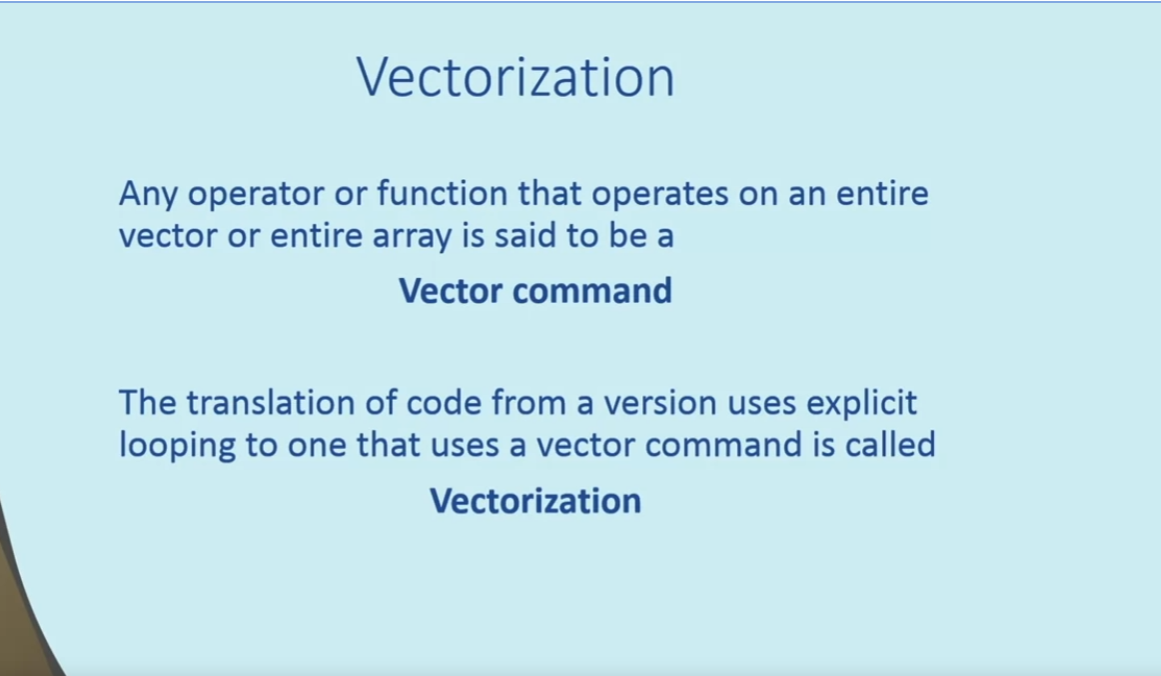 Vectorization
Any operator or function that operates on an entire
vector or entire array is said to be a
Vector command
The translation of code from a version uses explicit
looping to one that uses a vector command is called
Vectorization